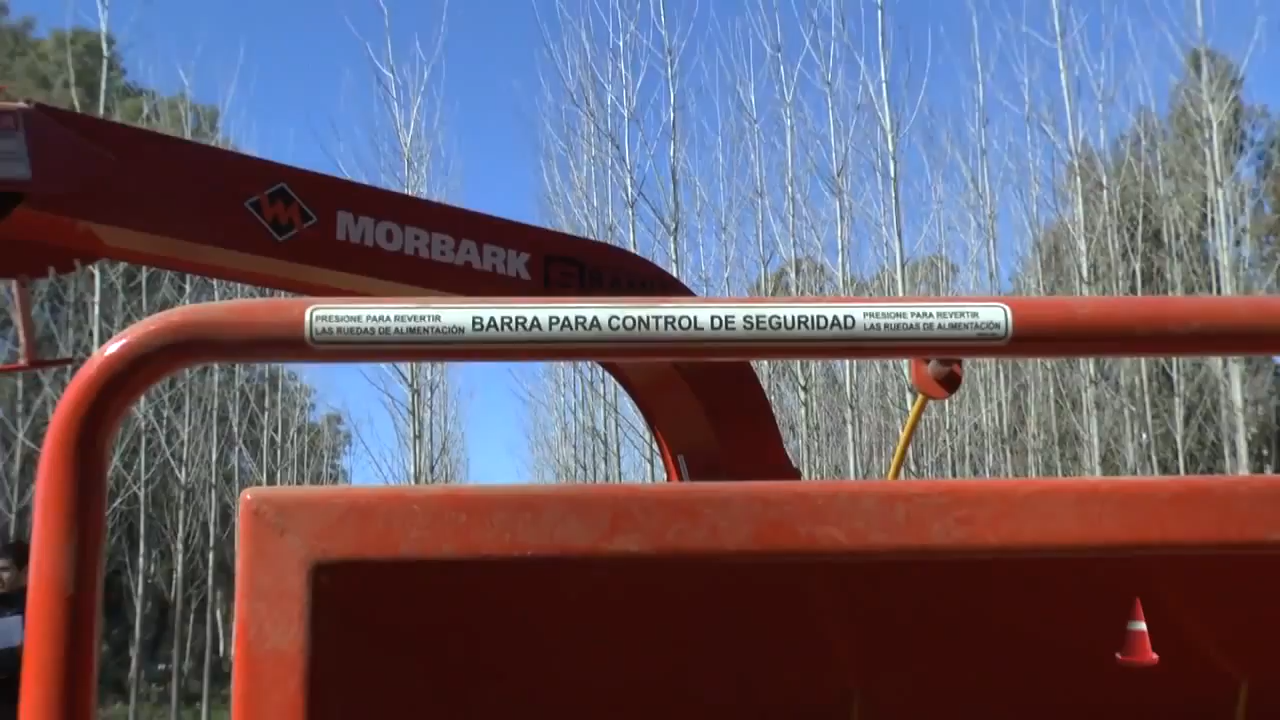 MORBARK
PRESIONE PARA REVERTIR
LAS RUEDAS DE ALIMENTACIÓN
BARRA PARA CONTROL DE SEGURIDAD
PRESIONE PARA REVERTIR
LAS RUEDAS DE ALIMENTACIÓN